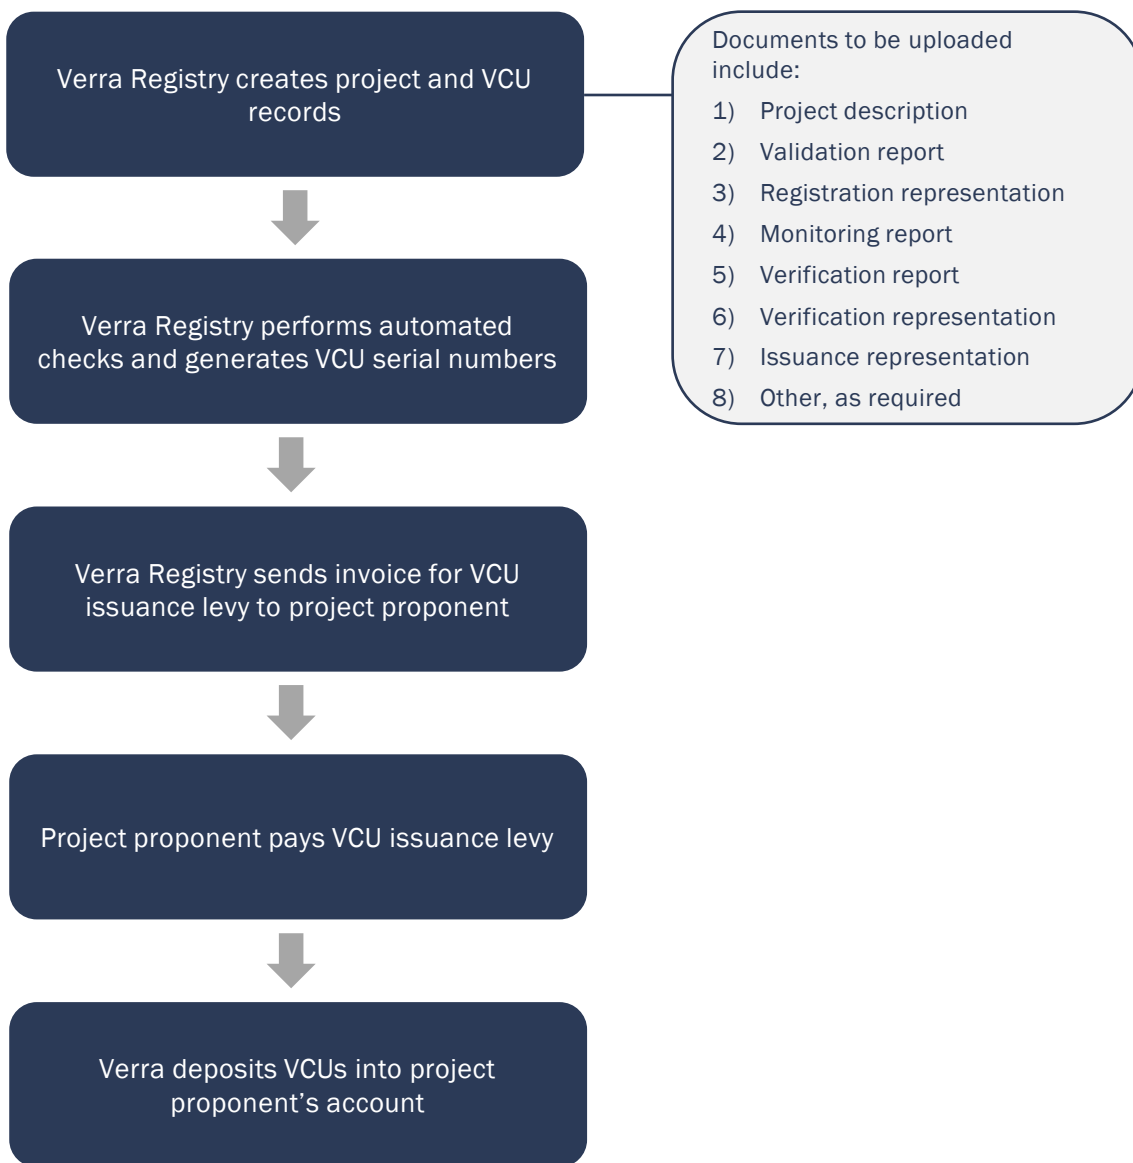 Verra Registry creates project and VCU
records
Documents to be uploaded
include:
1) Project description
2) Validation report
3) Registration representation
4) Monitoring report
5) Verification report
6) Verification representation
7) Issuance representation
8) Other, as required
Verra Registry performs automated
checks and generates VCU serial numbers
Verra Registry sends invoice for VCU
issuance levy to project proponent
Project proponent pays VCU issuance levy
Verra deposits VCUs into project
proponent’s account